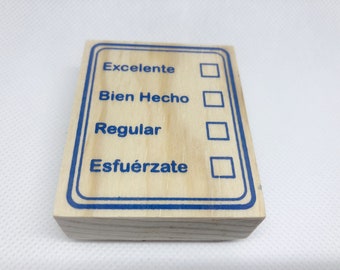 Excelente
Bien Hecho
Regular
Esfuérzate